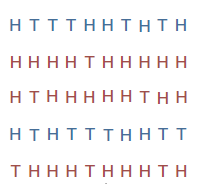 H T T T H H T H T H
H H H H T H H H H H
H T H H H H H T H H
H T H T T T H H T T
T H H H T H H H T H